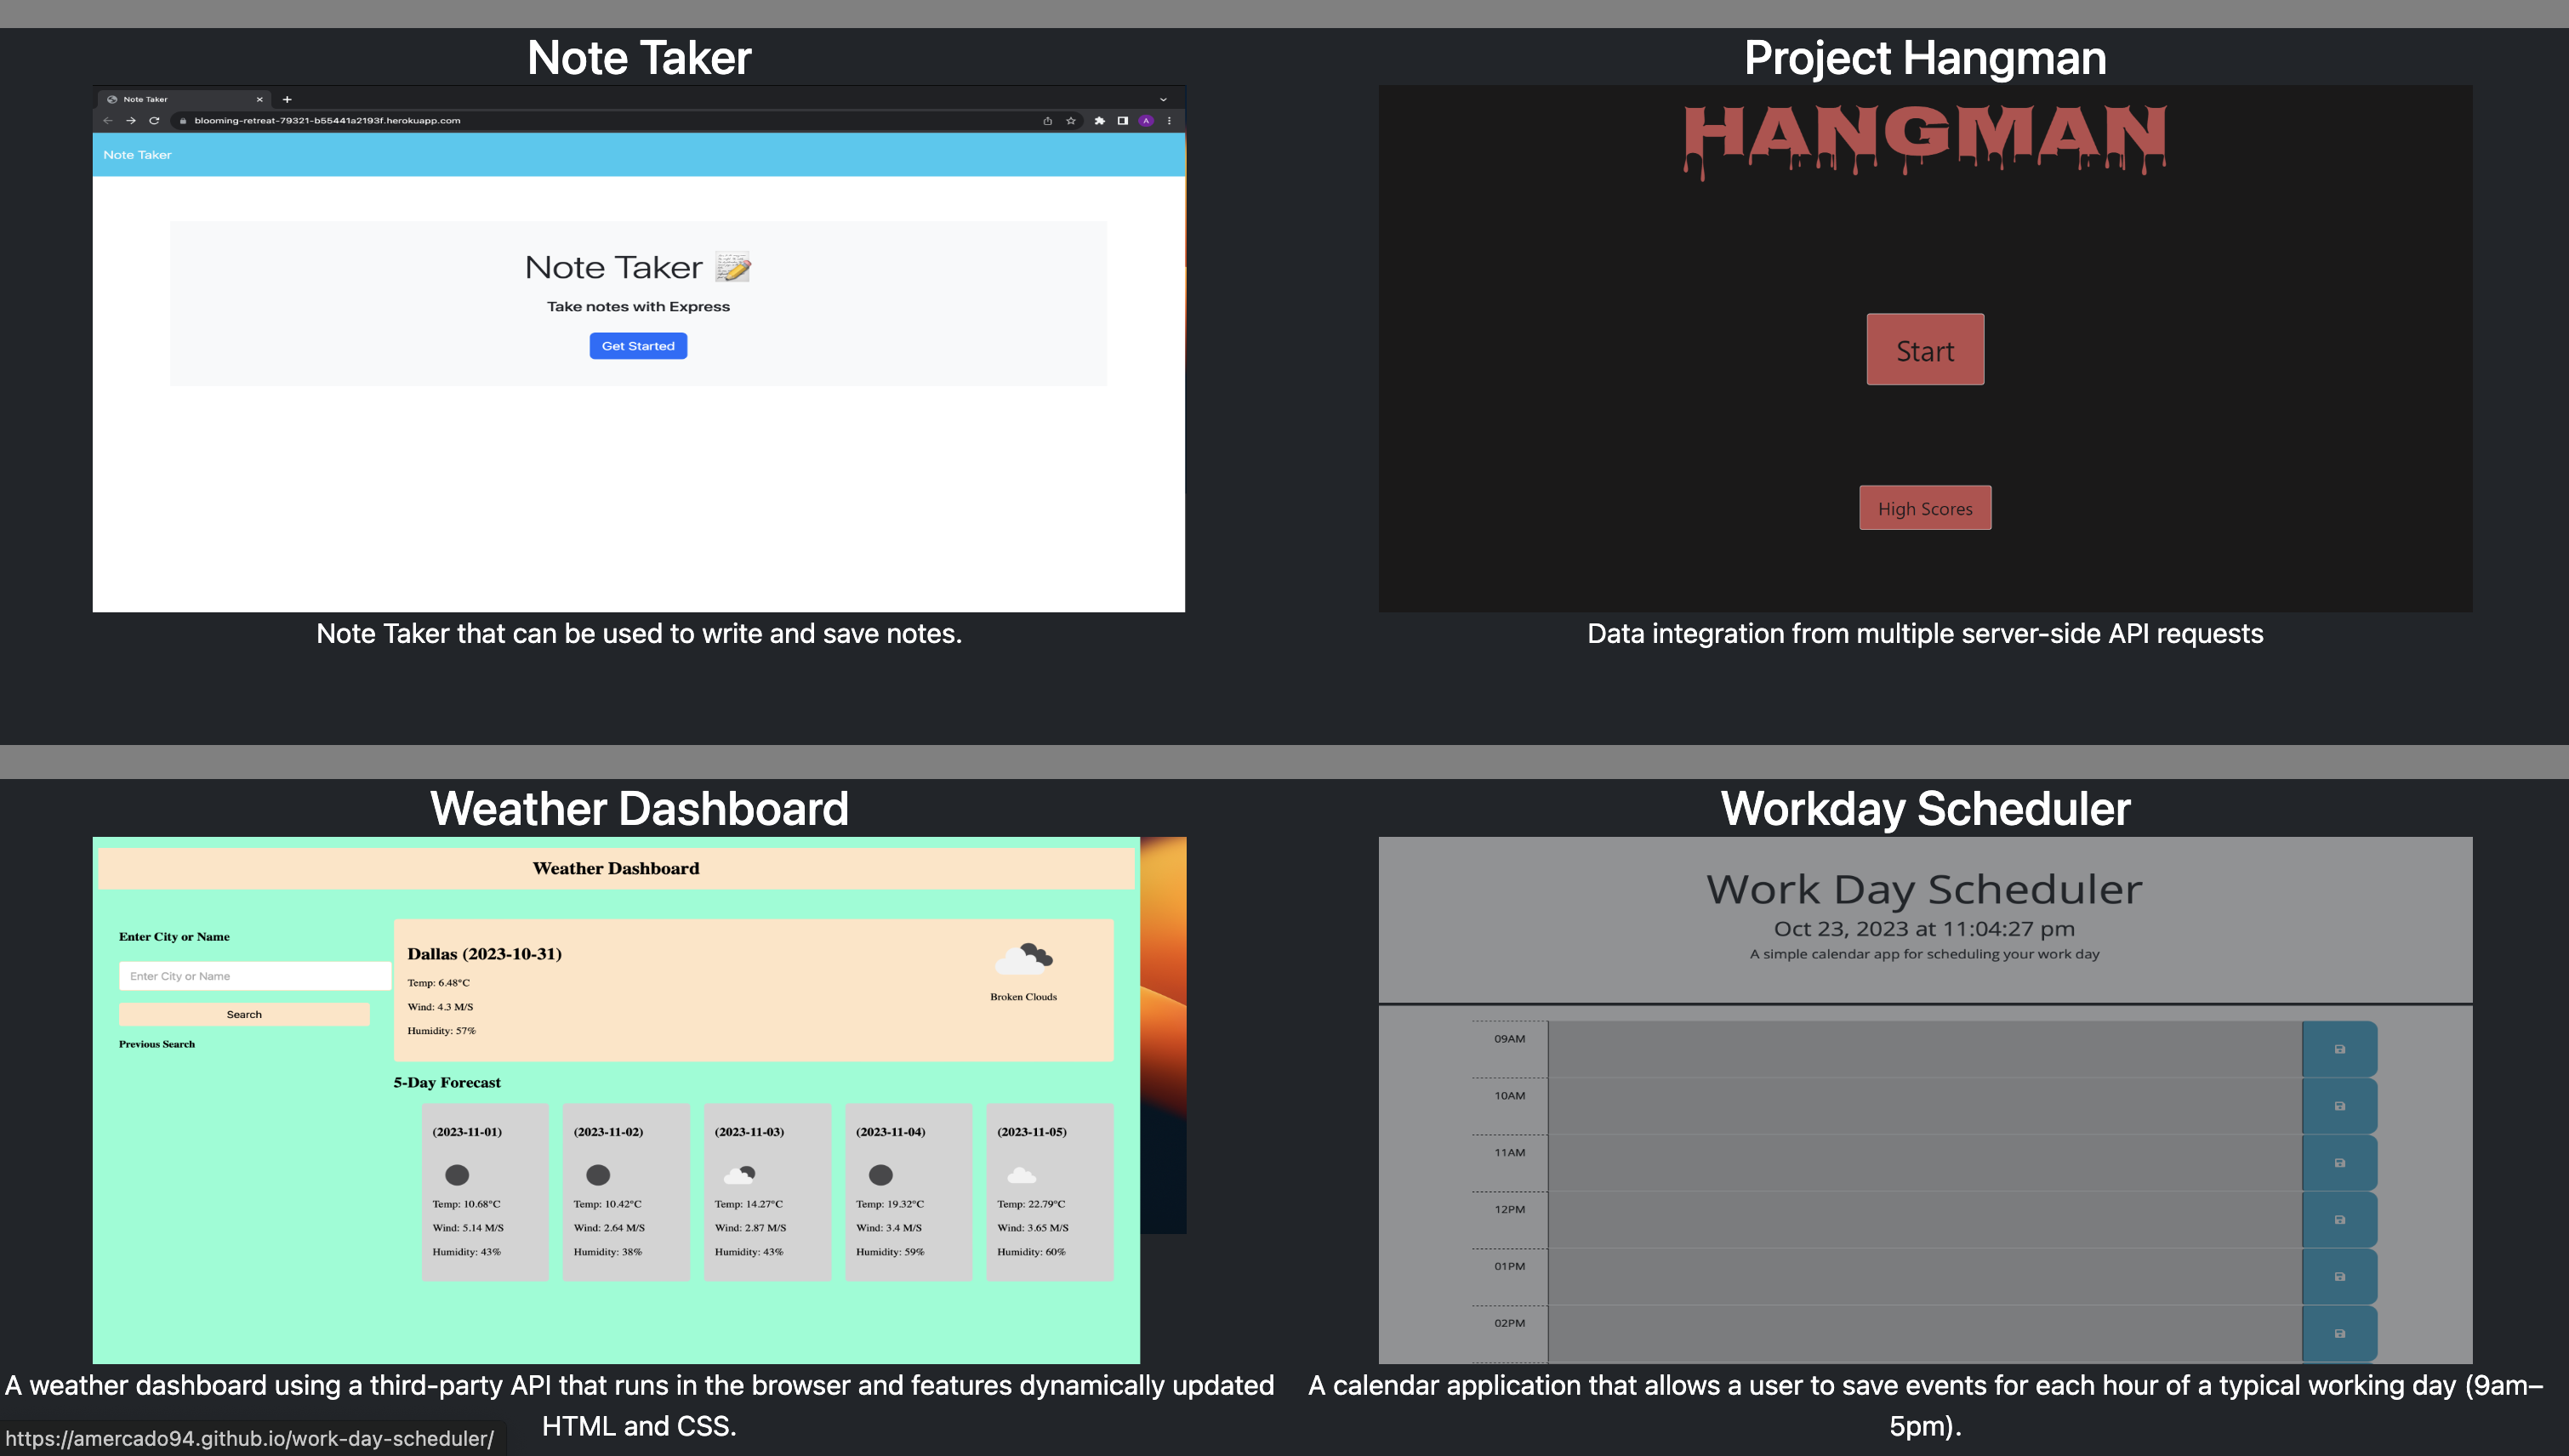 Note Taker
Note Taker
blooming-retreat-79321-b55441a2193f.herokuapp.com
A
Note Taker
Note Taker
Take notes with Express
Get Started
Note Taker that can be used to write and save notes.
Project Hangman
HANGMAN
Start
High Scores
Data integration from multiple server-side API requests
Weather Dashboard
Weather Dashboard
Enter City or Name
Enter City or Name
Search
Previous Search
Dallas (2023-10-31)
Temp: 6.48°C
Wind: 4.3 M/S
Humidity: 57%
Broken Clouds
5-Day Forecast
(2023-11-01)
Temp: 10.68°C
Wind: 5.14 M/S
Humidity: 43%
(2023-11-02)
Temp: 10.42°C
Wind: 2.64 M/S
Humidity: 38%
(2023-11-03)
Temp: 14.27°C
Wind: 2.87 M/S
Humidity: 43%
(2023-11-04)
Temp: 19.32°C
Wind: 3.4 M/S
Humidity: 59%
(2023-11-05)
Temp: 22.79°C
Wind: 3.65 M/S
Humidity: 60%
A weather dashboard using a third-party API that runs in the browser and features dynamically updated
HTML and CSS.
Workday Scheduler
Work Day Scheduler
Oct 23, 2023 at 11:04:27 pm
A simple calendar app for scheduling your work day
09AM
10AM
11AM
12PM
01PM
02PM
A calendar application that allows a user to save events for each hour of a typical working day (9am–
5pm).
https://amercado94.github.io/work-day-scheduler/